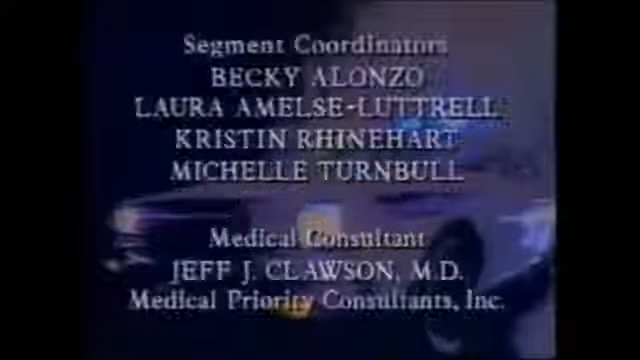 Segment Coordinators
BECKY ALONZO
LAURA AMELSE-LUTTRELL
KRISTIN RHINEHART
MICHELLE TURNBULL
Medical Consultant
JEFF J. CLAWSON, M.D.
Medical Priority Consultants, Inc.